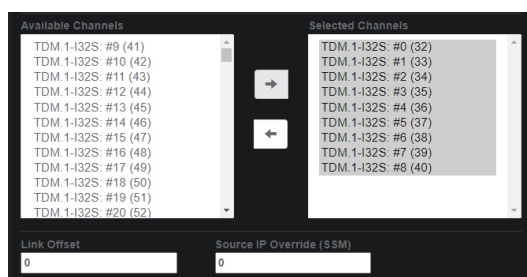 Available Channels
TDM.1-I32S: #9 (41)
TDM.1-I32S: #10 (42)
TDM.1-I32S: #11 (43)
TDM.1-I32S: #12 (44)
TDM.1-I32S: #13 (45)
TDM.1-I32S: #14 (46)
TDM.1-I32S: #15 (47)
TDM.1-I32S: #16 (48)
TDM.1-I32S: #17 (49)
TDM.1-I32S: #18 (50)
TDM.1-I32S: #19 (51)
TDM.1-I32S: #20 (52)
Selected Channels
TDM.1-I32S: #0 (32)
TDM.1-I32S: #1 (33)
TDM.1-I32S: #2 (34)
TDM.1-I32S: #3 (35)
TDM.1-I32S: #4 (36)
TDM.1-I32S: #5 (37)
TDM.1-I32S: #6 (38)
TDM.1-I32S: #7 (39)
TDM.1-I32S: #8 (40)
Link Offset
0
Source IP Override (SSM)
0